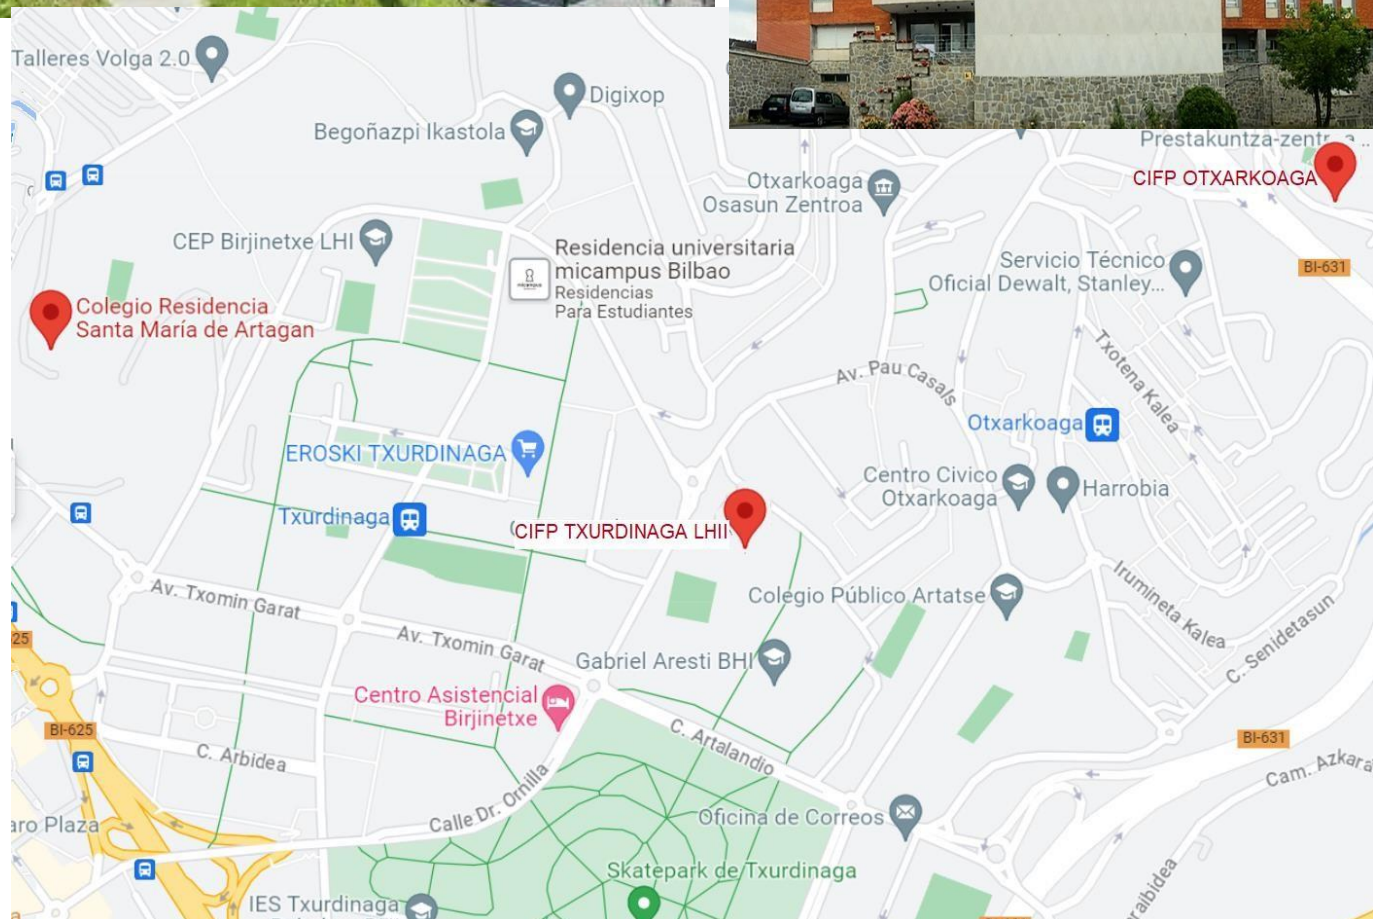 Talleres Volga 2.0
Digixop
Begoñazpi Ikastola
Prestakuntza-zentr
CIFP OTXARKOAGA
Otxarkoaga
Osasun Zentroa
CEP Birjinetxe LHI
Residencia universitaria
micampus Bilbao
Residencias
Para Estudiantes
Servicio Técnico
Oficial Dewalt, Stanley...
BI-631
Colegio Residencia
Santa María de Artagan
Av. Pau Casals
Txotena Kalea
Otxarkoaga
EROSKI TXURDINAGA
Centro Civico
Otxarkoaga
Harrobia
Txurdinaga
CIFP TXURDINAGA LHII
Av. Txomin Garat
Colegio Público Artatse
Irumineta Kalea
C. Senidetasun
25
Av. Txomin Garat
Gabriel Aresti BHI
Centro Asistencial
Birjinetxe
BI-625
C. Arbidea
C. Artalandio
BI-631
Cam. Azkara
Calle Dr. Ornilla
aro Plaza
Oficina de Correos
Skatepark de Txurdinaga
IES Txurdinaga
araibidea